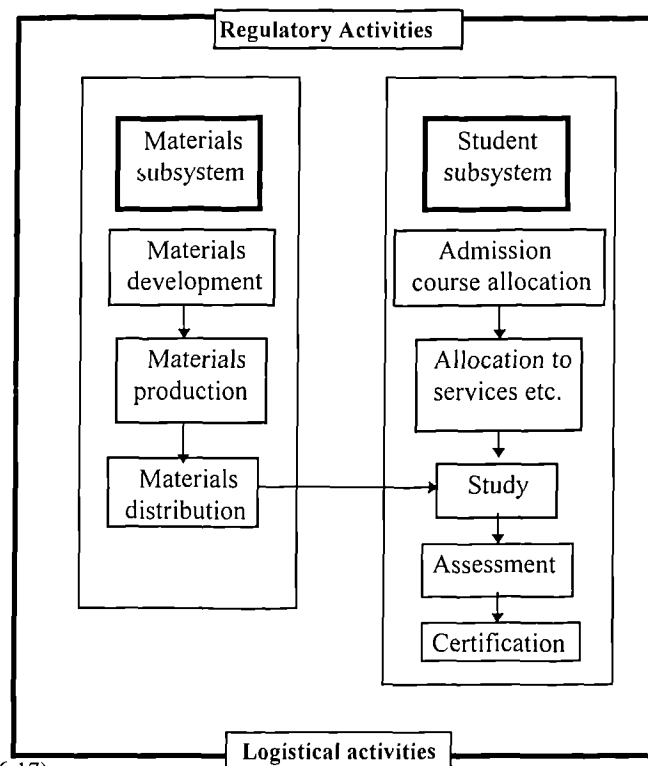 Regulatory Activities
Materials
subsystem
Materials
development
Materials
production
Materials
distribution
Student
subsystem
Admission
course allocation
Allocation to
services etc.
Study
Assessment
Certification
Logistical activities